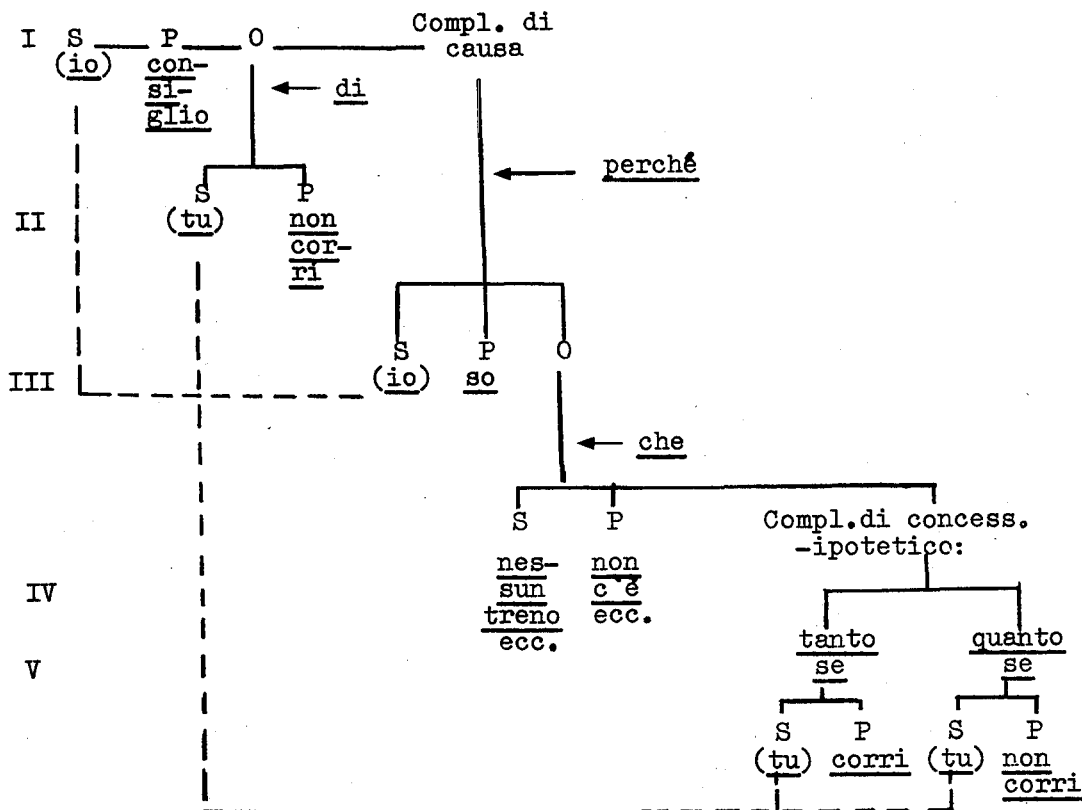 I S P O Compl. di
causa
(io) con-
si-
glio
di
perché
II S P
(tu) non
cor-
ri
III S P O
(io) so
che
S P Compl.di concess.
-ipotetico:
IV nes- non
sun c'é
treno ecc.
ecc.
V tanto quanto
se se
S P S P
(tu) corri (tu) non
corri